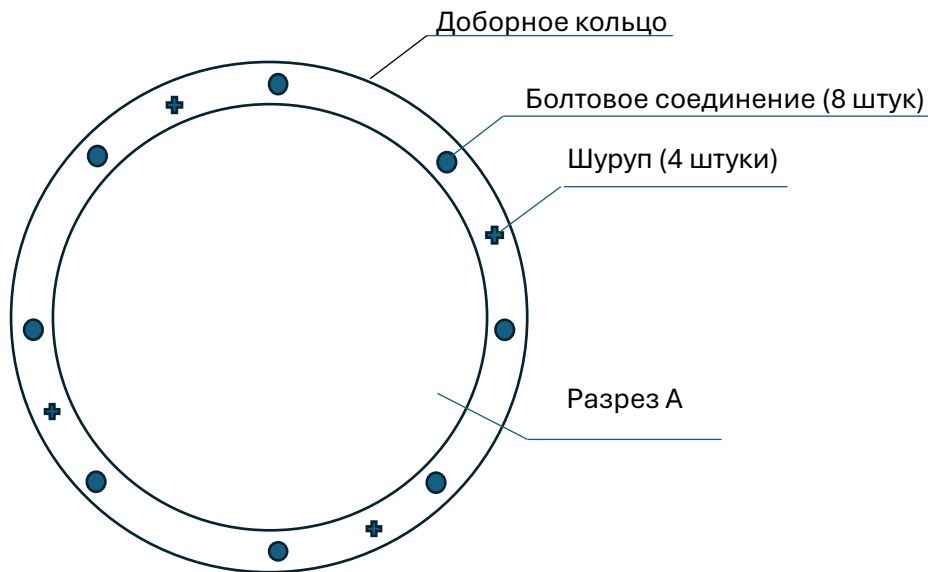 Доборное кольцо
Болтовое соединение (8 штук)
Шуруп (4 штуки)
Разрез А